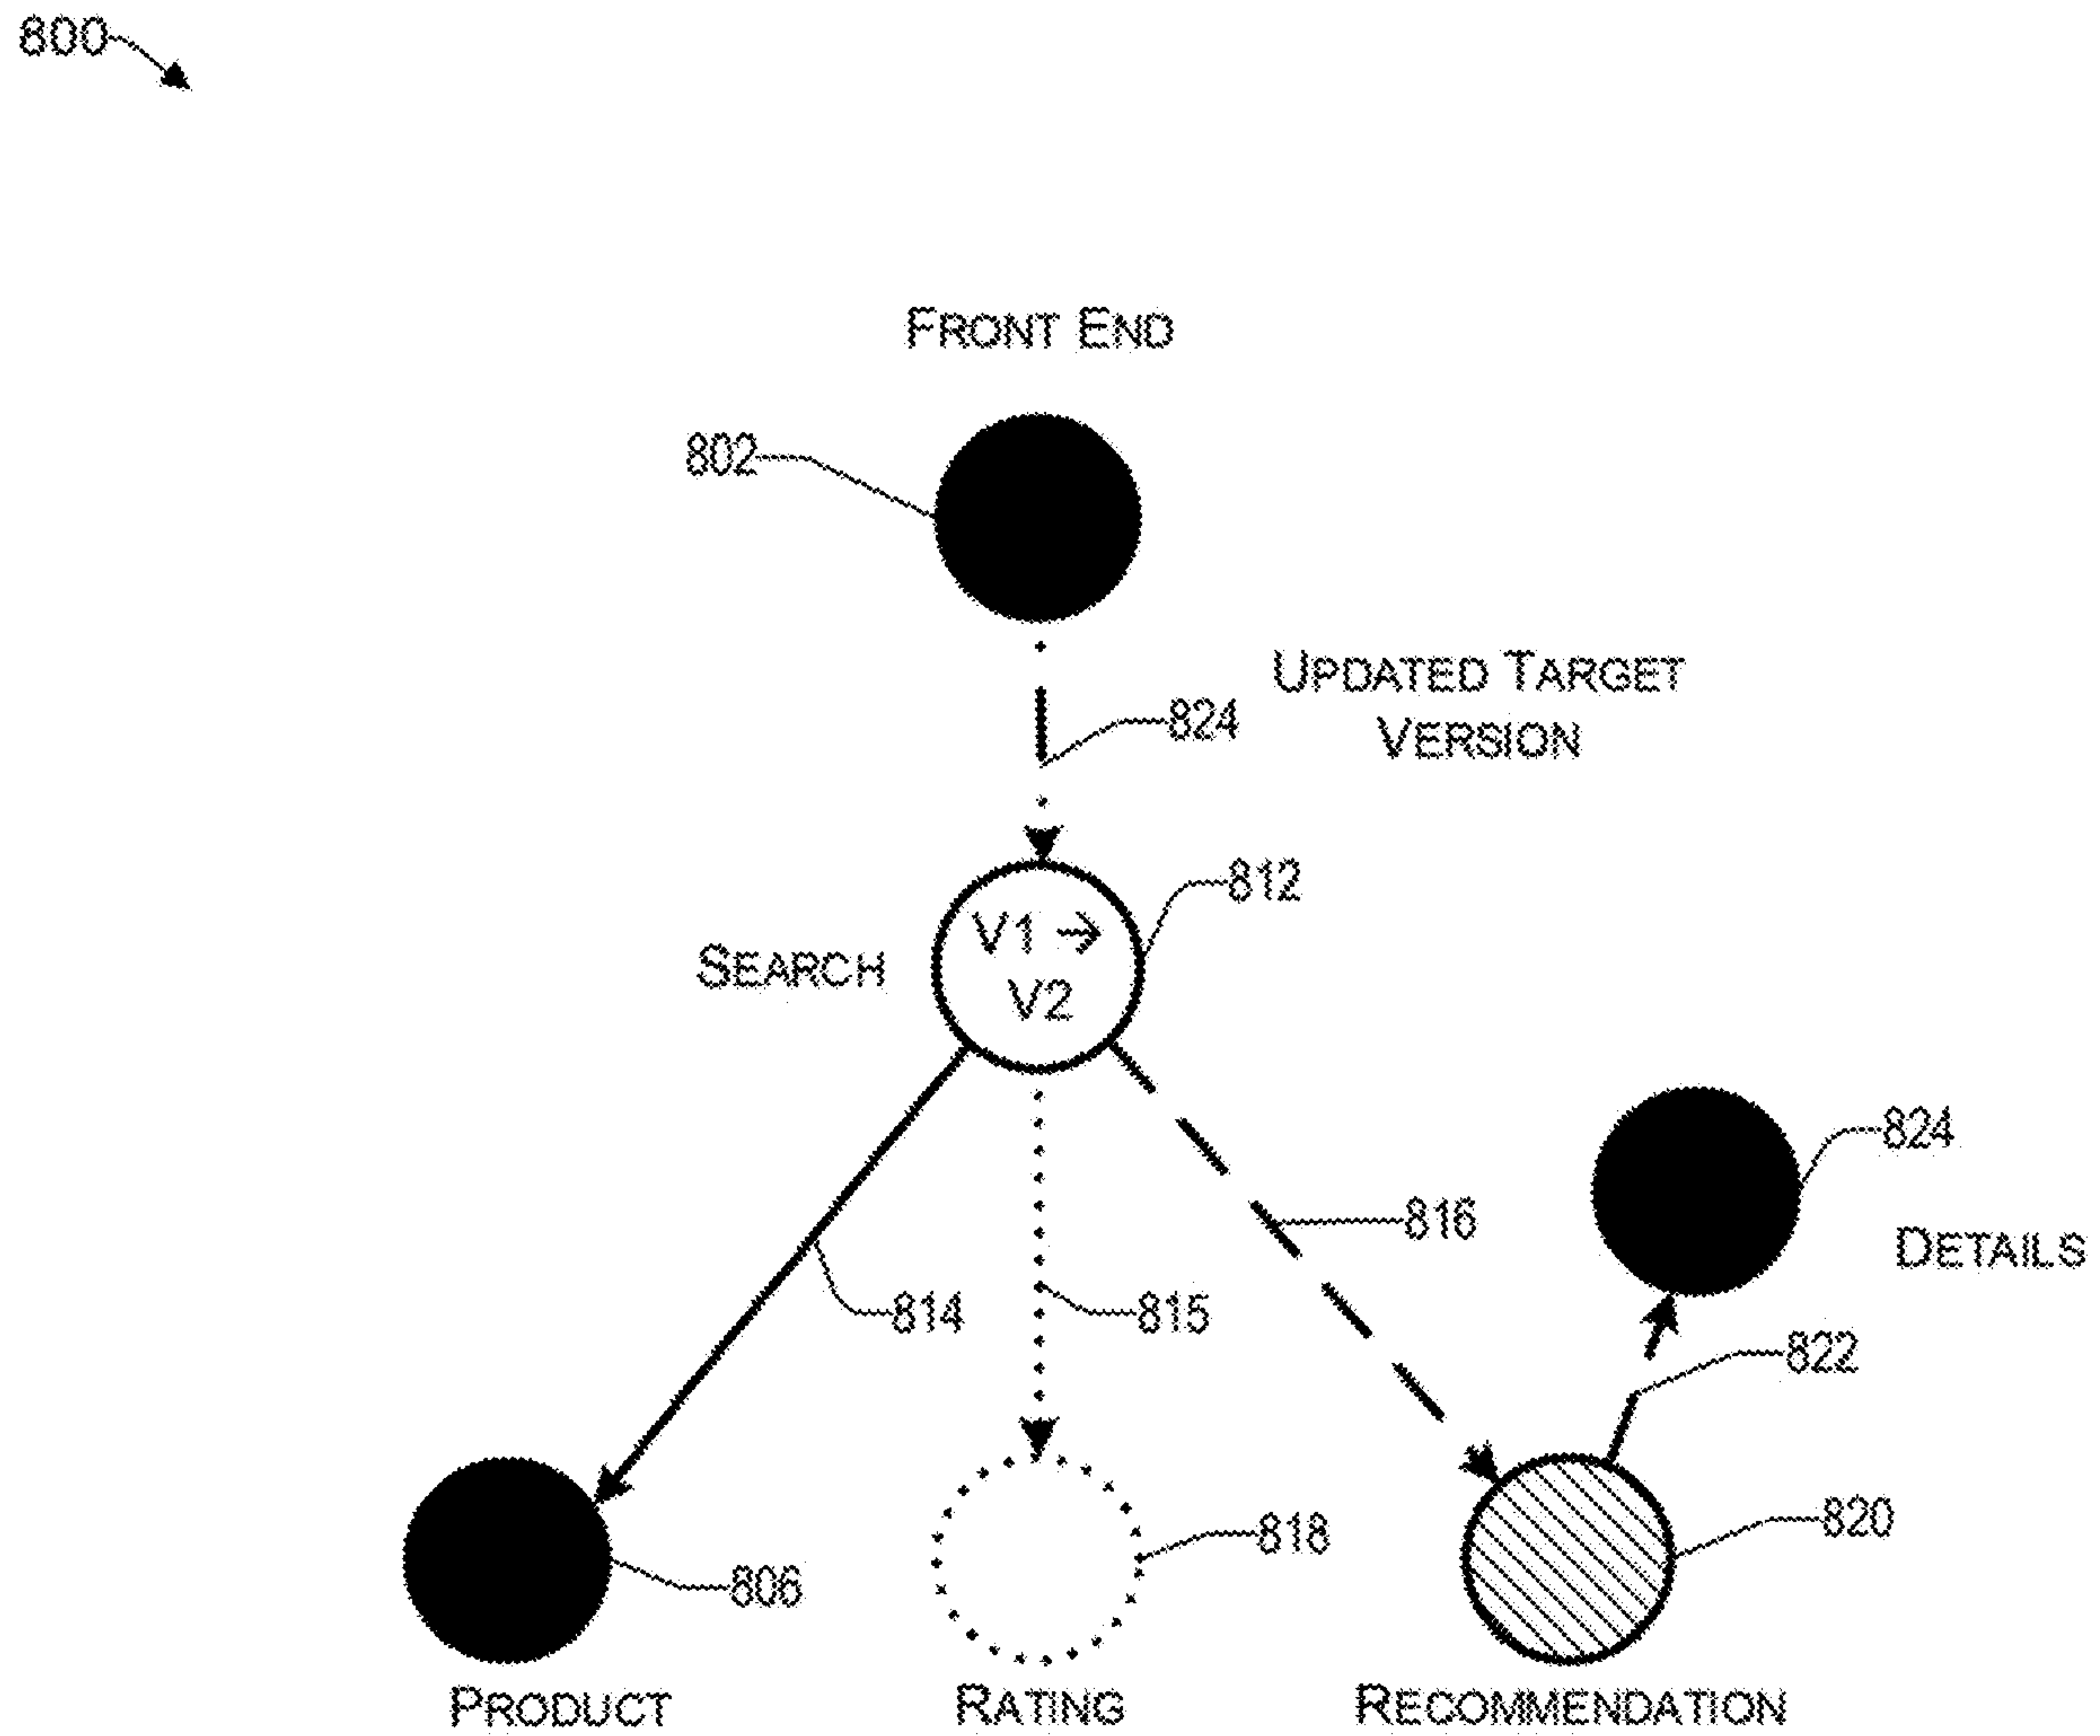 800
FRONT END
802
UPDATED TARGET
VERSION
824
812
V1 →
V2
SEARCH
824
DETAILS
816
814
815
822
820
818
806
PRODUCT
RATING
RECOMMENDATION